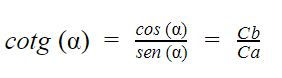 cotg (α) = cos (α) / sen (α) = Cb / Ca